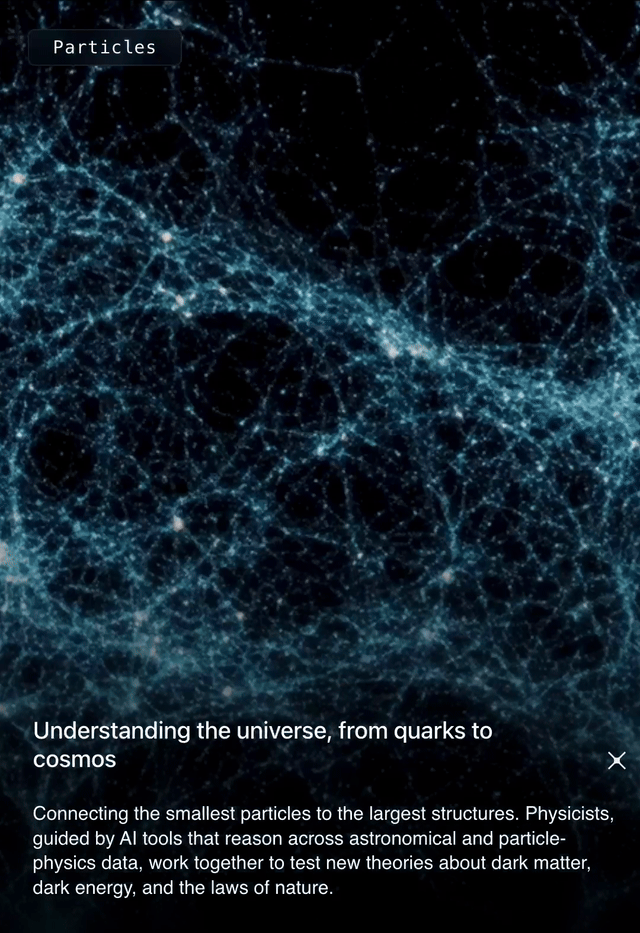 Particles
Understanding the universe, from quarks to
cosmos
Connecting the smallest particles to the largest structures. Physicists,
guided by AI tools that reason across astronomical and particle-
physics data, work together to test new theories about dark matter,
dark energy, and the laws of nature.